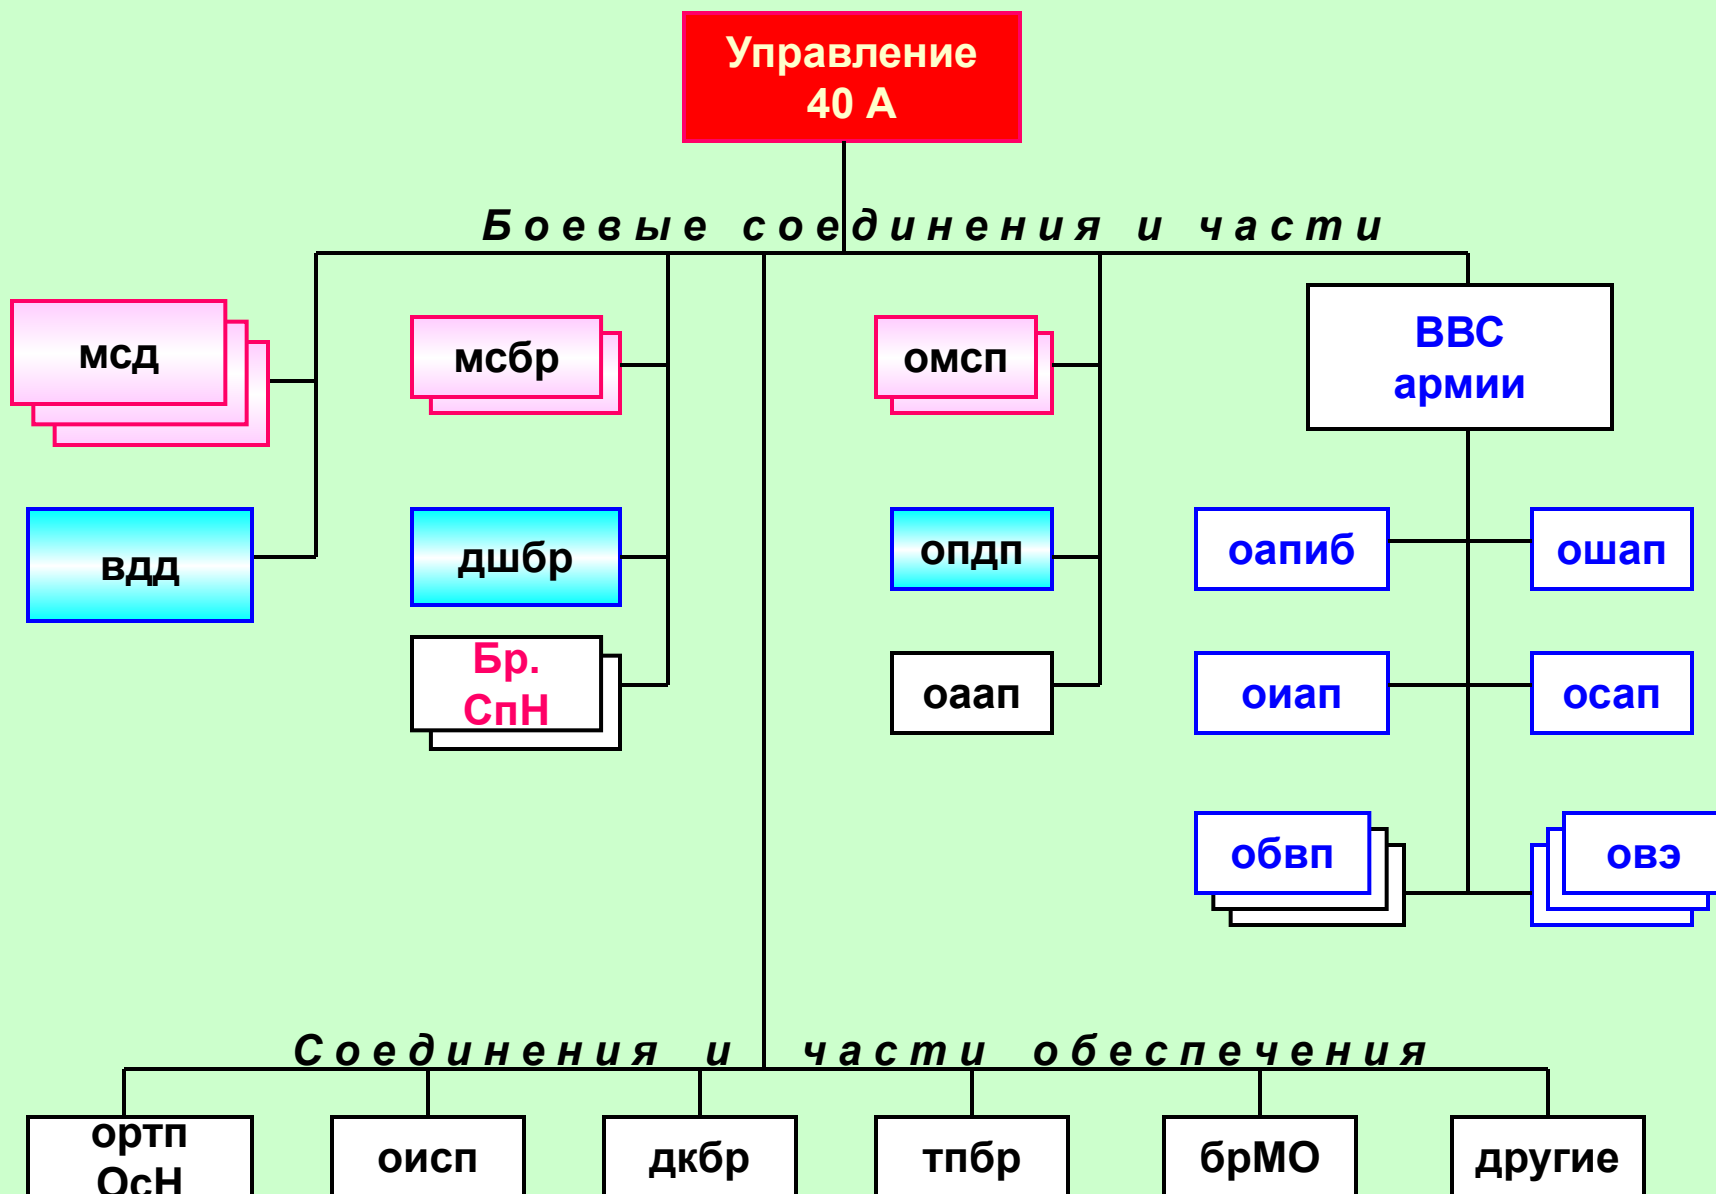 Управление
40 А
Боевые соединения и части
мсд
мсбр
омсп
ВВС
армии
вдд
дшбр
опдп
оапиб
ошап
Бр.
СпН
оаап
оиап
осап
обвп
овэ
Соединения и части обеспечения
ортп
ОсН
оисп
дкбр
тпбр
брМО
другие